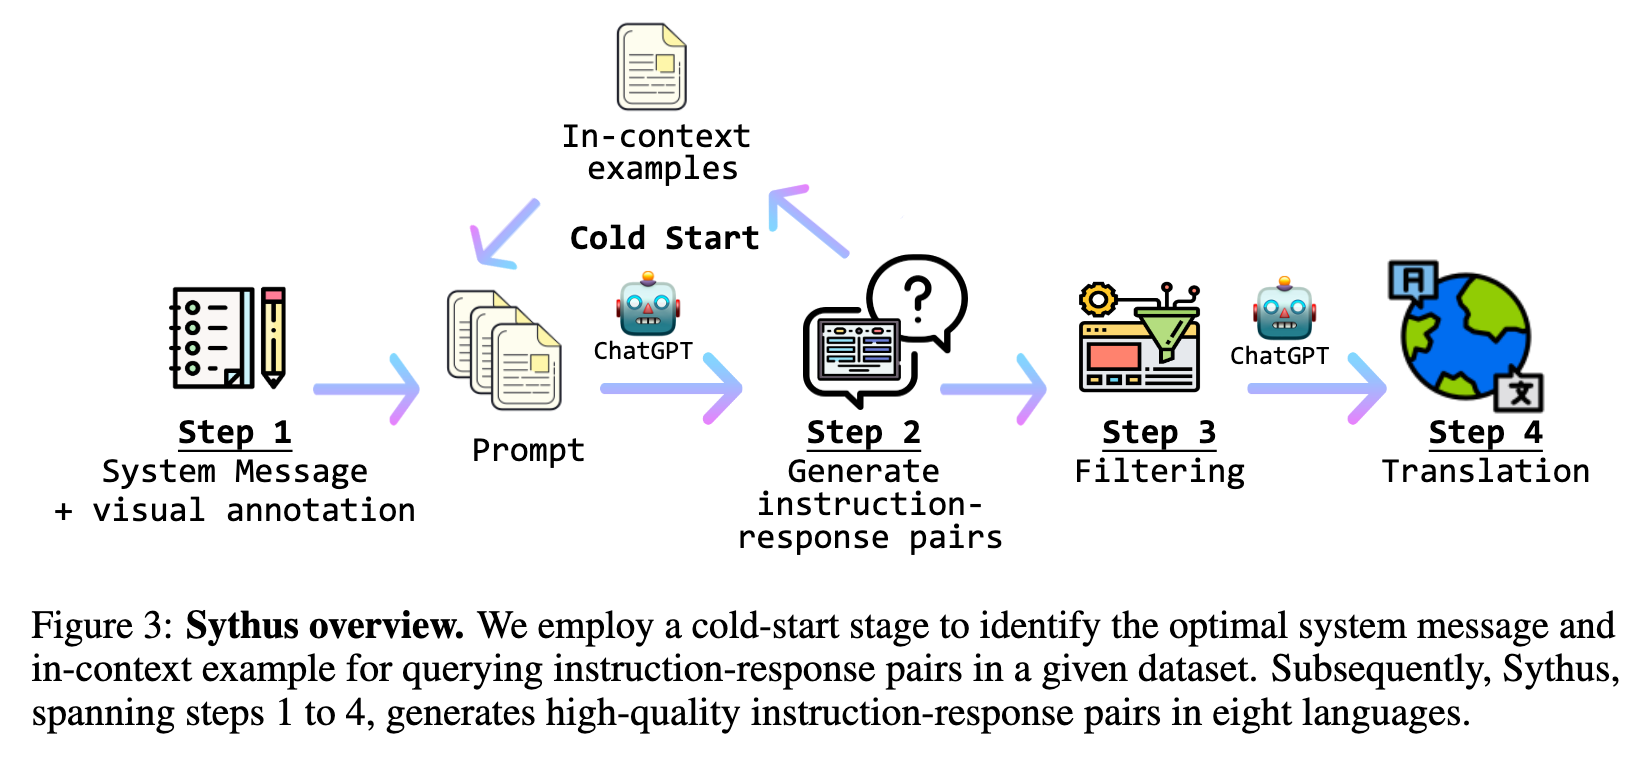 In-context
examples
Cold Start
ChatGPT
ChatGPT
Step 1
System Message
+ visual annotation
Prompt
Step 2
Generate
instruction-
response pairs
Step 3
Filtering
A
文
Step 4
Translation
Figure 3: Sythus overview. We employ a cold-start stage to identify the optimal system message and
in-context example for querying instruction-response pairs in a given dataset. Subsequently, Sythus,
spanning steps 1 to 4, generates high-quality instruction-response pairs in eight languages.